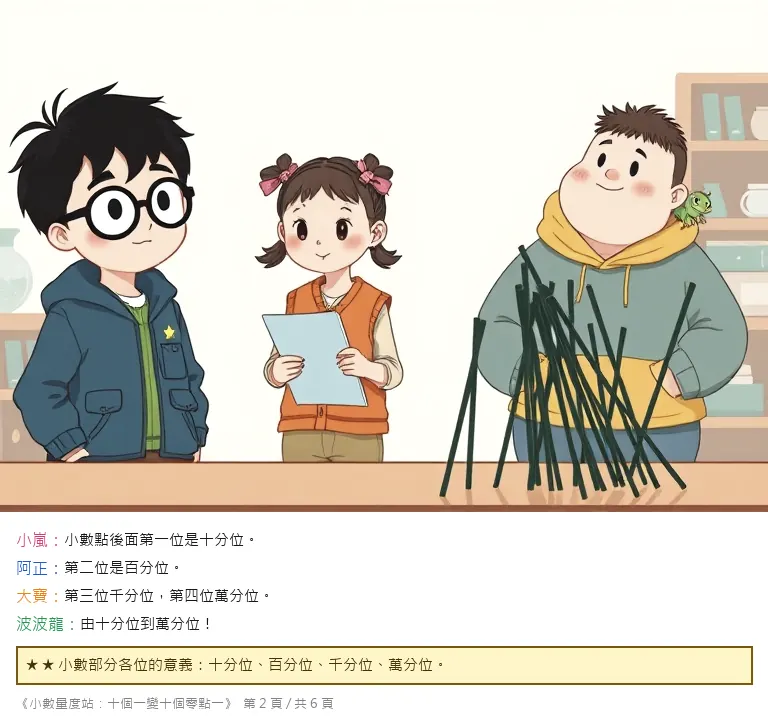 小嵐：小數點後面第一位是十分位。
阿正：第二位是百分位。
大寶：第三位千分位，第四位萬分位。
波波龍：由十分位到萬分位！
★★ 小數部分各位的意義：十分位、百分位、千分位、萬分位。
《小數量度站：十個一變十個零點一》 第 2 頁 / 共 6 頁